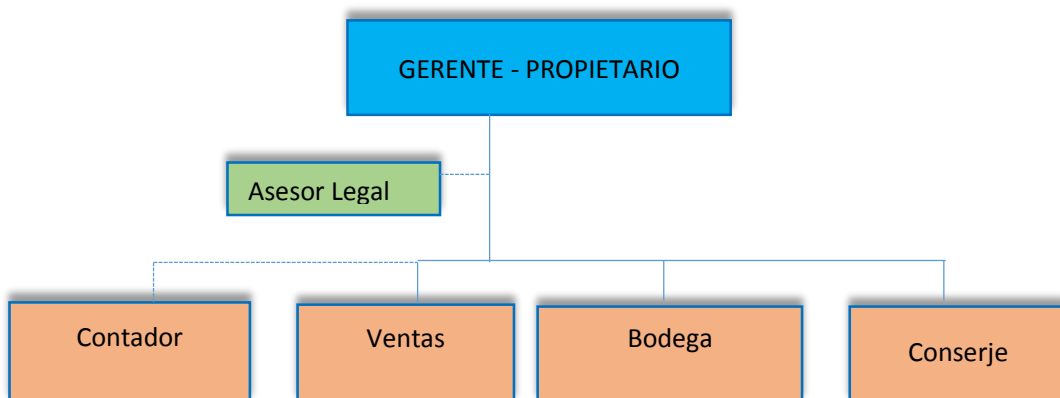 GERENTE - PROPIETARIO
Asesor Legal
Contador
Ventas
Bodega
Conserje